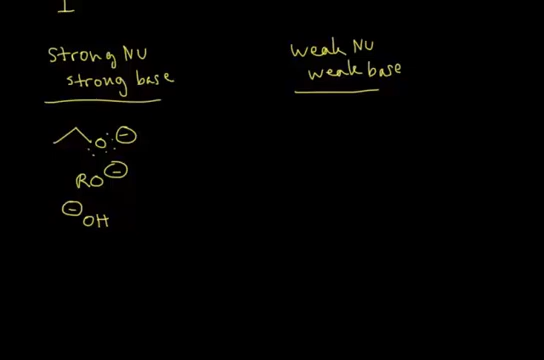 I
Strong Nu
strong base
weak Nu
weak base
O ⊖
RO ⊖
⊖ OH